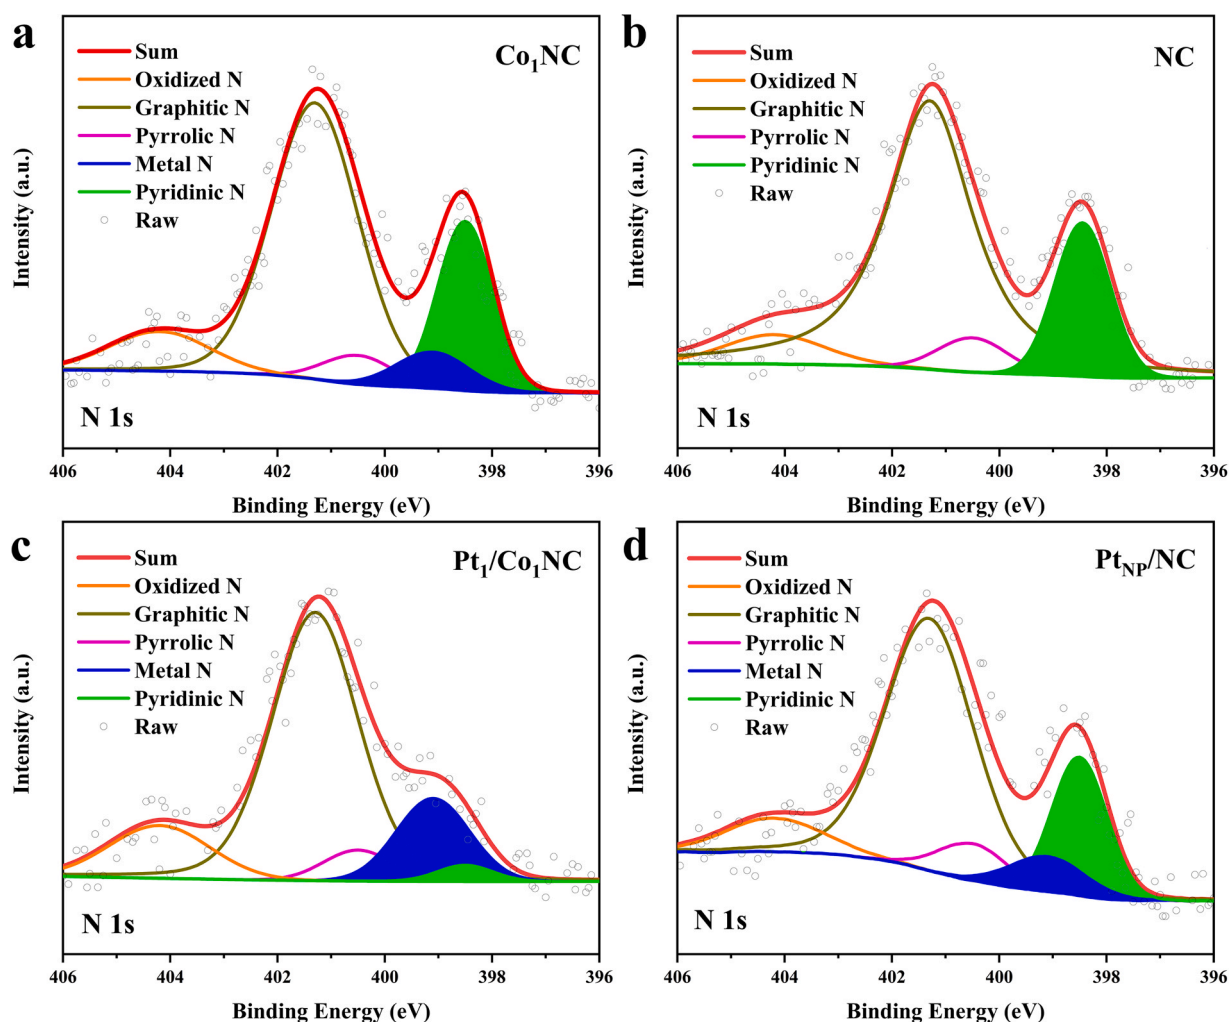 a
Sum
Oxidized N
Graphitic N
Pyrrolic N
Metal N
Pyridinic N
Raw
Co₁NC
N 1s
Intensity (a.u.)
406 404 402 400 398 396
Binding Energy (eV)
b
Sum
Oxidized N
Graphitic N
Pyrrolic N
Pyridinic N
Raw
NC
N 1s
Intensity (a.u.)
406 404 402 400 398 396
Binding Energy (eV)
c
Sum
Oxidized N
Graphitic N
Pyrrolic N
Metal N
Pyridinic N
Raw
Pt₁/Co₁NC
N 1s
Intensity (a.u.)
406 404 402 400 398 396
Binding Energy (eV)
d
Sum
Oxidized N
Graphitic N
Pyrrolic N
Metal N
Pyridinic N
Raw
Pt_NP/NC
N 1s
Intensity (a.u.)
406 404 402 400 398 396
Binding Energy (eV)